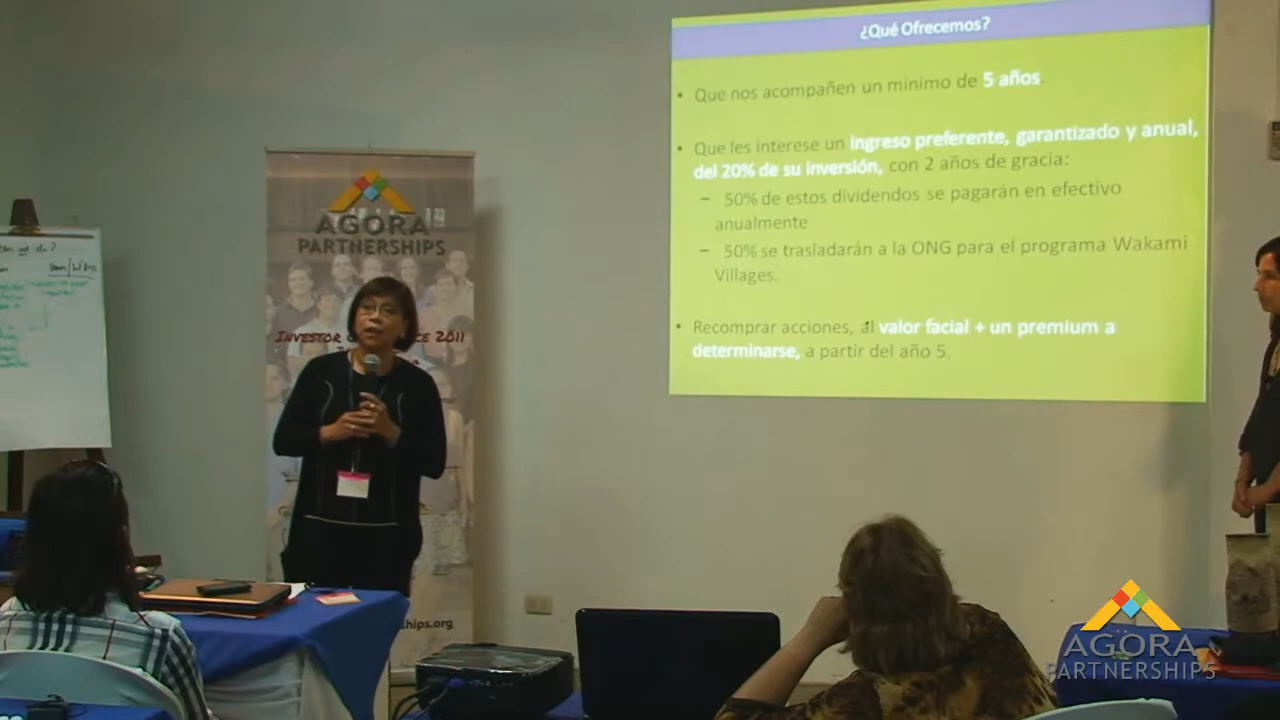 ¿Qué Ofrecemos?
• Que nos acompañen un minimo de 5 años.
• Que les interese un ingreso preferente, garantizado y anual,
del 20% de su inversión, con 2 años de gracia:
– 50% de estos dividendos se pagarán en efectivo
anualmente
– 50% se trasladarán a la ONG para el programa Wakami
Villages.
• Recomprar acciones, al valor facial + un premium a
determinarse, a partir del año 5.
AGORA
PARTNERSHIPS
INVESTOR CE 2011
hips.org
AGORA
PARTNERSHIPS